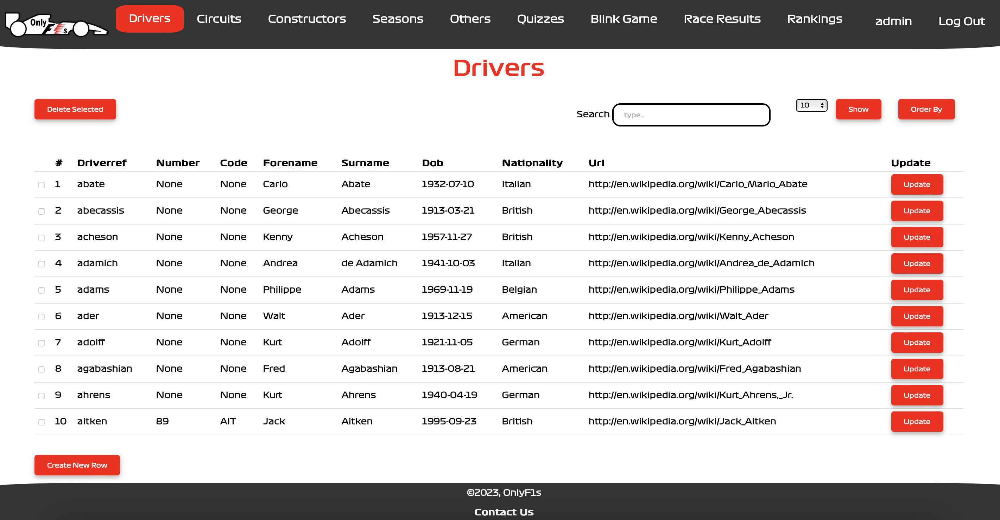 Only F1s Drivers Circuits Constructors Seasons Others Quizzes Blink Game Race Results Rankings admin Log Out
Drivers
Delete Selected Search type.. 10 Show Order By
# Driverref Number Code Forename Surname Dob Nationality Url Update
1 abate None None Carlo Abate 1932-07-10 Italian http://en.wikipedia.org/wiki/Carlo_Mario_Abate Update
2 abecassis None None George Abecassis 1913-03-21 British http://en.wikipedia.org/wiki/George_Abecassis Update
3 acheson None None Kenny Acheson 1957-11-27 British http://en.wikipedia.org/wiki/Kenny_Acheson Update
4 adamich None None Andrea de Adamich 1941-10-03 Italian http://en.wikipedia.org/wiki/Andrea_de_Adamich Update
5 adams None None Philippe Adams 1969-11-19 Belgian http://en.wikipedia.org/wiki/Philippe_Adams Update
6 ader None None Walt Ader 1913-12-15 American http://en.wikipedia.org/wiki/Walt_Ader Update
7 adolff None None Kurt Adolff 1921-11-05 German http://en.wikipedia.org/wiki/Kurt_Adolff Update
8 agabashian None None Fred Agabashian 1913-08-21 American http://en.wikipedia.org/wiki/Fred_Agabashian Update
9 ahrens None None Kurt Ahrens 1940-04-19 German http://en.wikipedia.org/wiki/Kurt_Ahrens,_Jr. Update
10 aitken 89 AIT Jack Aitken 1995-09-23 British http://en.wikipedia.org/wiki/Jack_Aitken Update
Create New Row
©2023, OnlyF1s
Contact Us